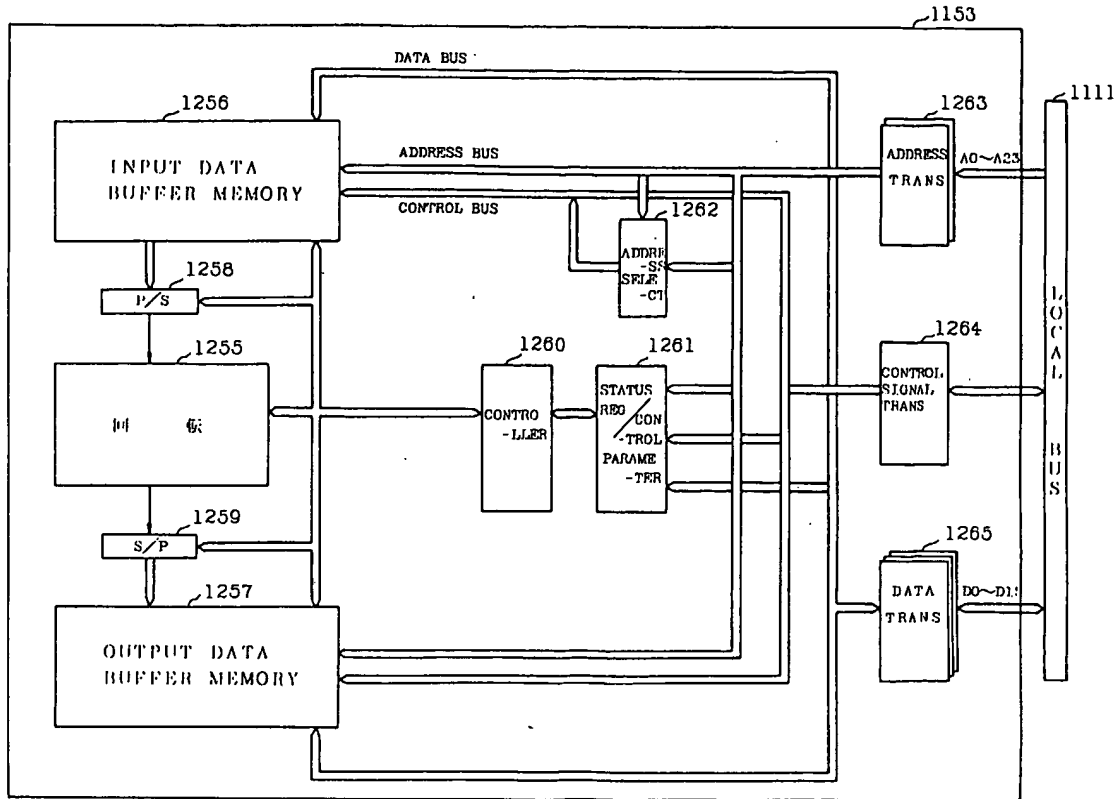 1153
DATA BUS
1111
1256
1263
INPUT DATA
BUFFER MEMORY
ADDRESS BUS
ADDRESS
TRANS
A0~A23
CONTROL BUS
1262
ADDRE
-SS
SELE
-CT
1258
P/S
1255
1260
1261
1264
CONTRO
-LLER
STATUS
REG
/CON
-TROL
PARAME
-TER
CONTROL
SIGNAL
TRANS
LOCAL BUS
回
1259
S/P
1265
1257
DATA
TRANS
OUTPUT DATA
BUFFER MEMORY